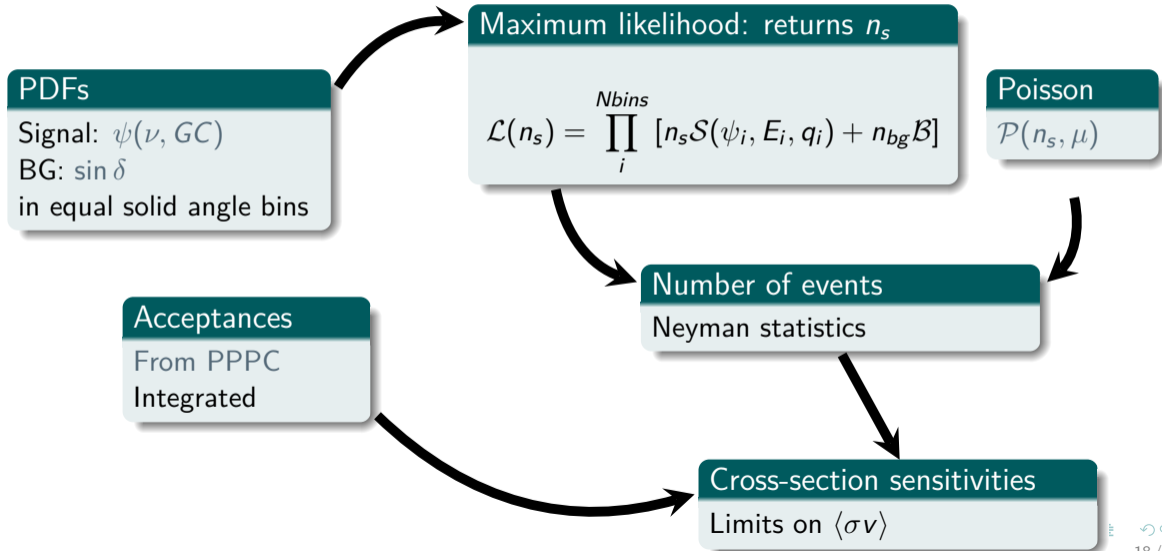 Maximum likelihood: returns n_s
Nbins
ℒ(n_s) = ∏ [n_s 𝒮(ψ_i, E_i, q_i) + n_bg ℬ]
i
PDFs
Signal: ψ(ν, GC)
BG: sin δ
in equal solid angle bins
Poisson
𝒫(n_s, μ)
Number of events
Neyman statistics
Acceptances
From PPPC
Integrated
Cross-section sensitivities
Limits on ⟨σv⟩